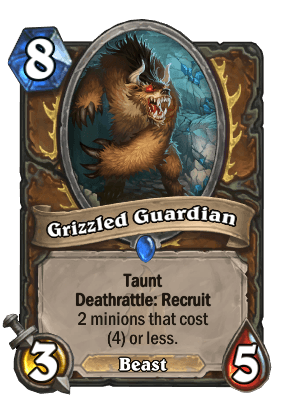 8
Grizzled Guardian
Taunt
Deathrattle: Recruit
2 minions that cost
(4) or less.
3
Beast
5